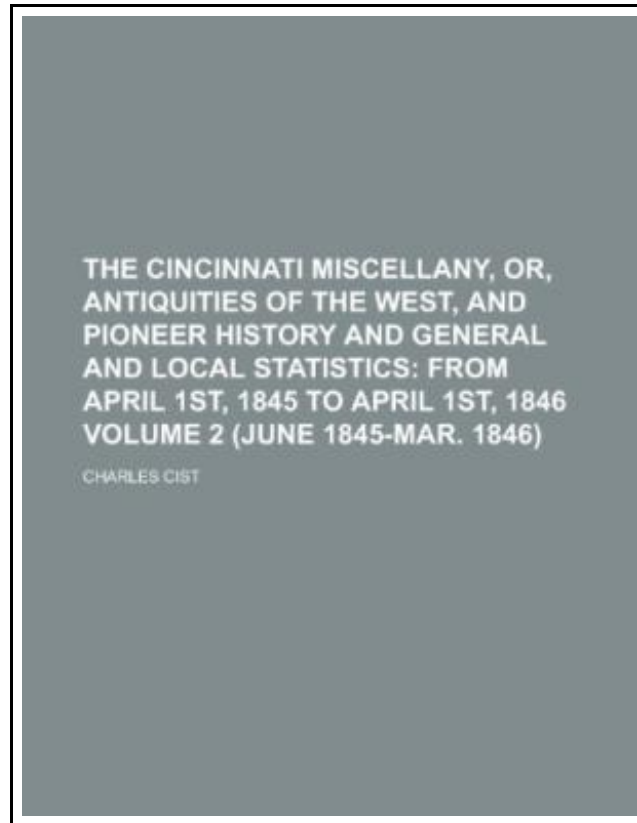 THE CINCINNATI MISCELLANY, OR,
ANTIQUITIES OF THE WEST, AND
PIONEER HISTORY AND GENERAL
AND LOCAL STATISTICS: FROM
APRIL 1ST, 1845 TO APRIL 1ST, 1846
VOLUME 2 (JUNE 1845-MAR. 1846)
CHARLES CIST